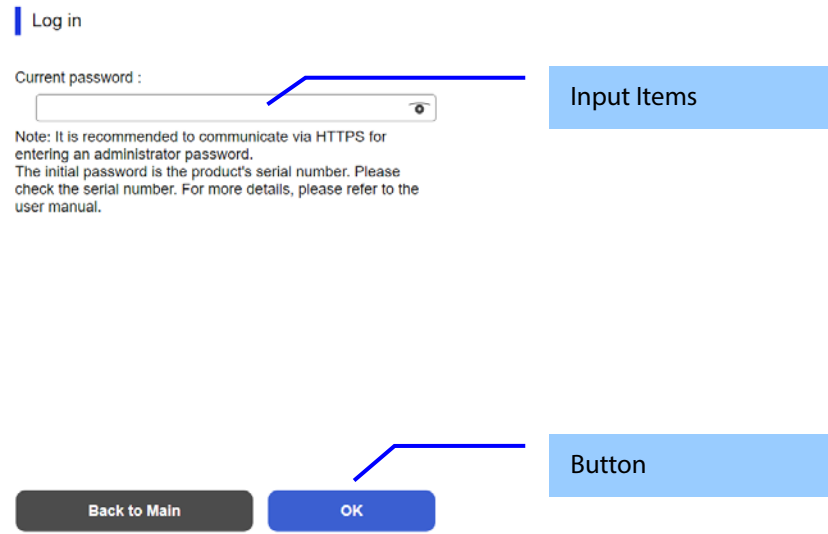 Log in
Current password :
Input Items
Note: It is recommended to communicate via HTTPS for
entering an administrator password.
The initial password is the product's serial number. Please
check the serial number. For more details, please refer to the
user manual.
Button
Back to Main
OK